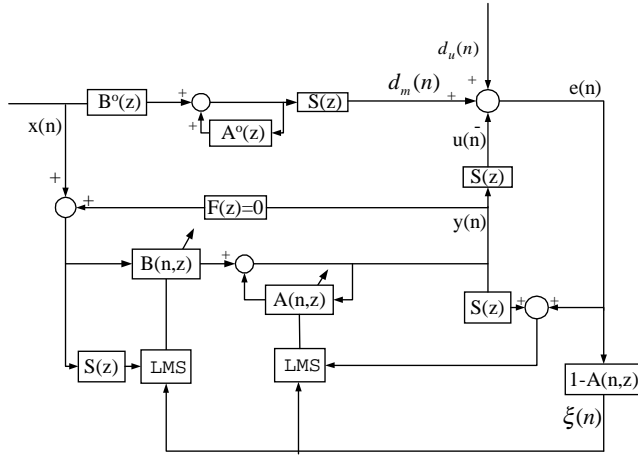 d_u(n)
+
B°(z)
+
S(z)
d_m(n)
+
e(n)
x(n)
+
A°(z)
-
u(n)
+
+
S(z)
F(z)=0
y(n)
B(n,z)
+
A(n,z)
S(z)
+
+
S(z)
LMS
LMS
1-A(n,z)
ξ(n)